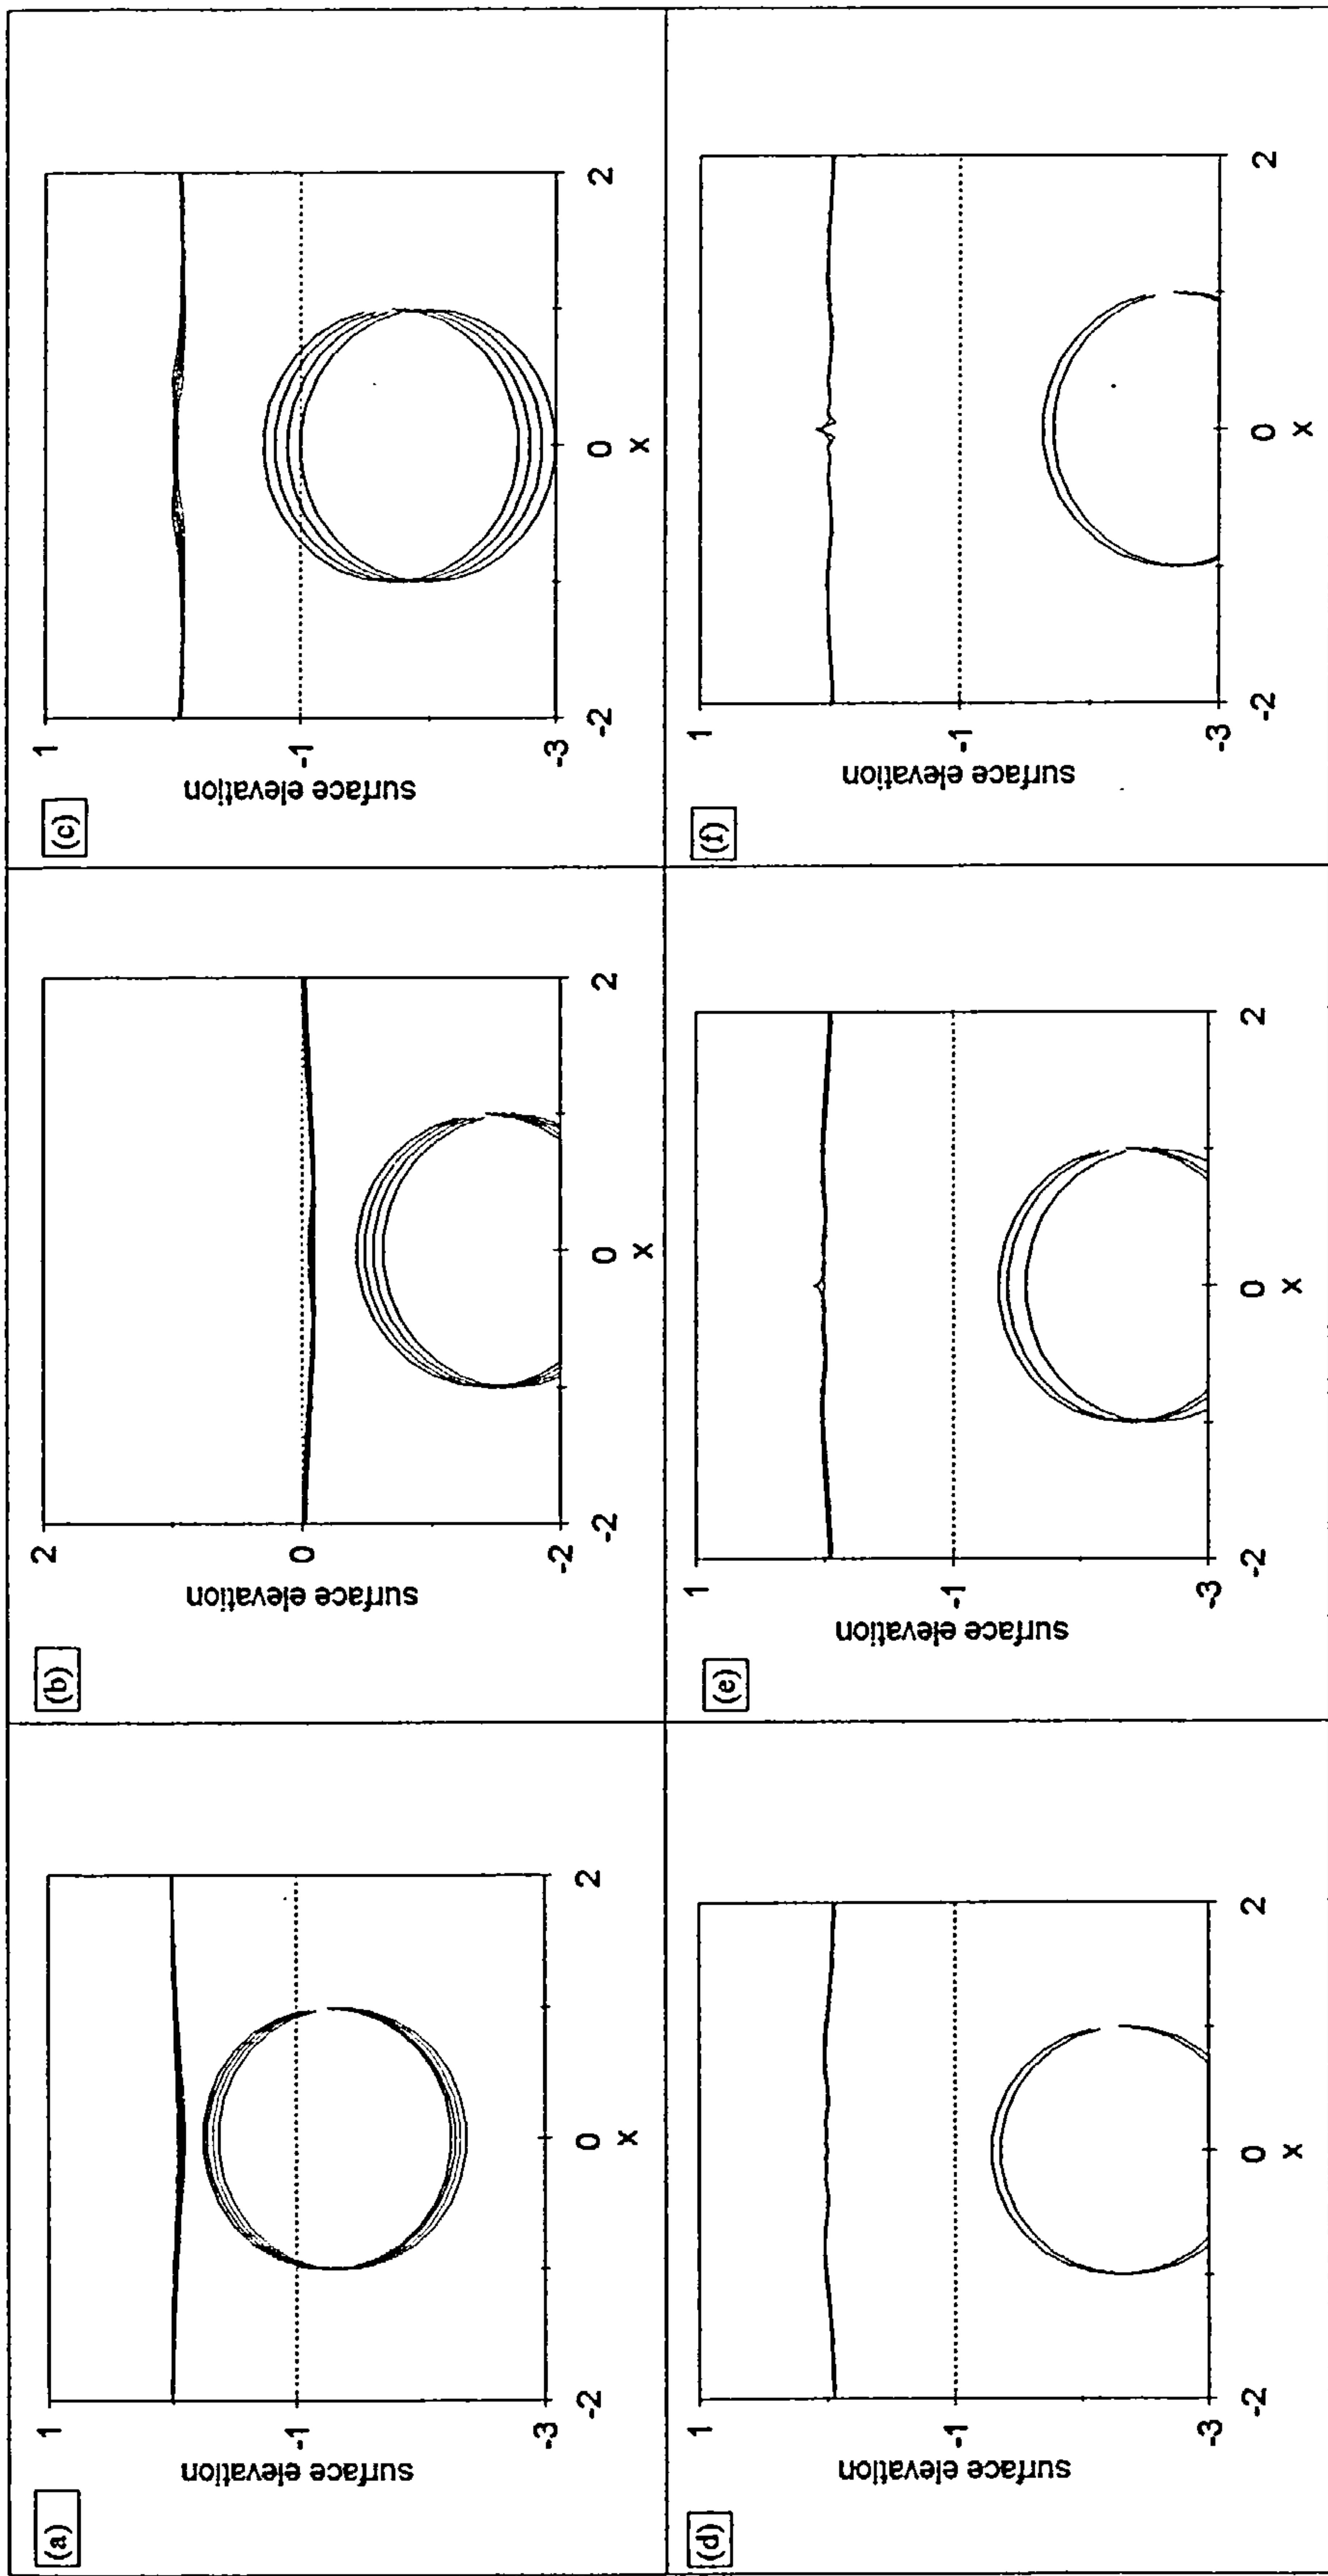 (a)
surface elevation
1
-1
-3
-2
0
2
x
(b)
surface elevation
2
0
-2
-2
0
2
x
(c)
surface elevation
1
-1
-3
-2
0
2
x
(d)
surface elevation
1
-1
-3
-2
0
2
x
(e)
surface elevation
1
-1
-3
-2
0
2
x
(f)
surface elevation
1
-1
-3
-2
0
2
x